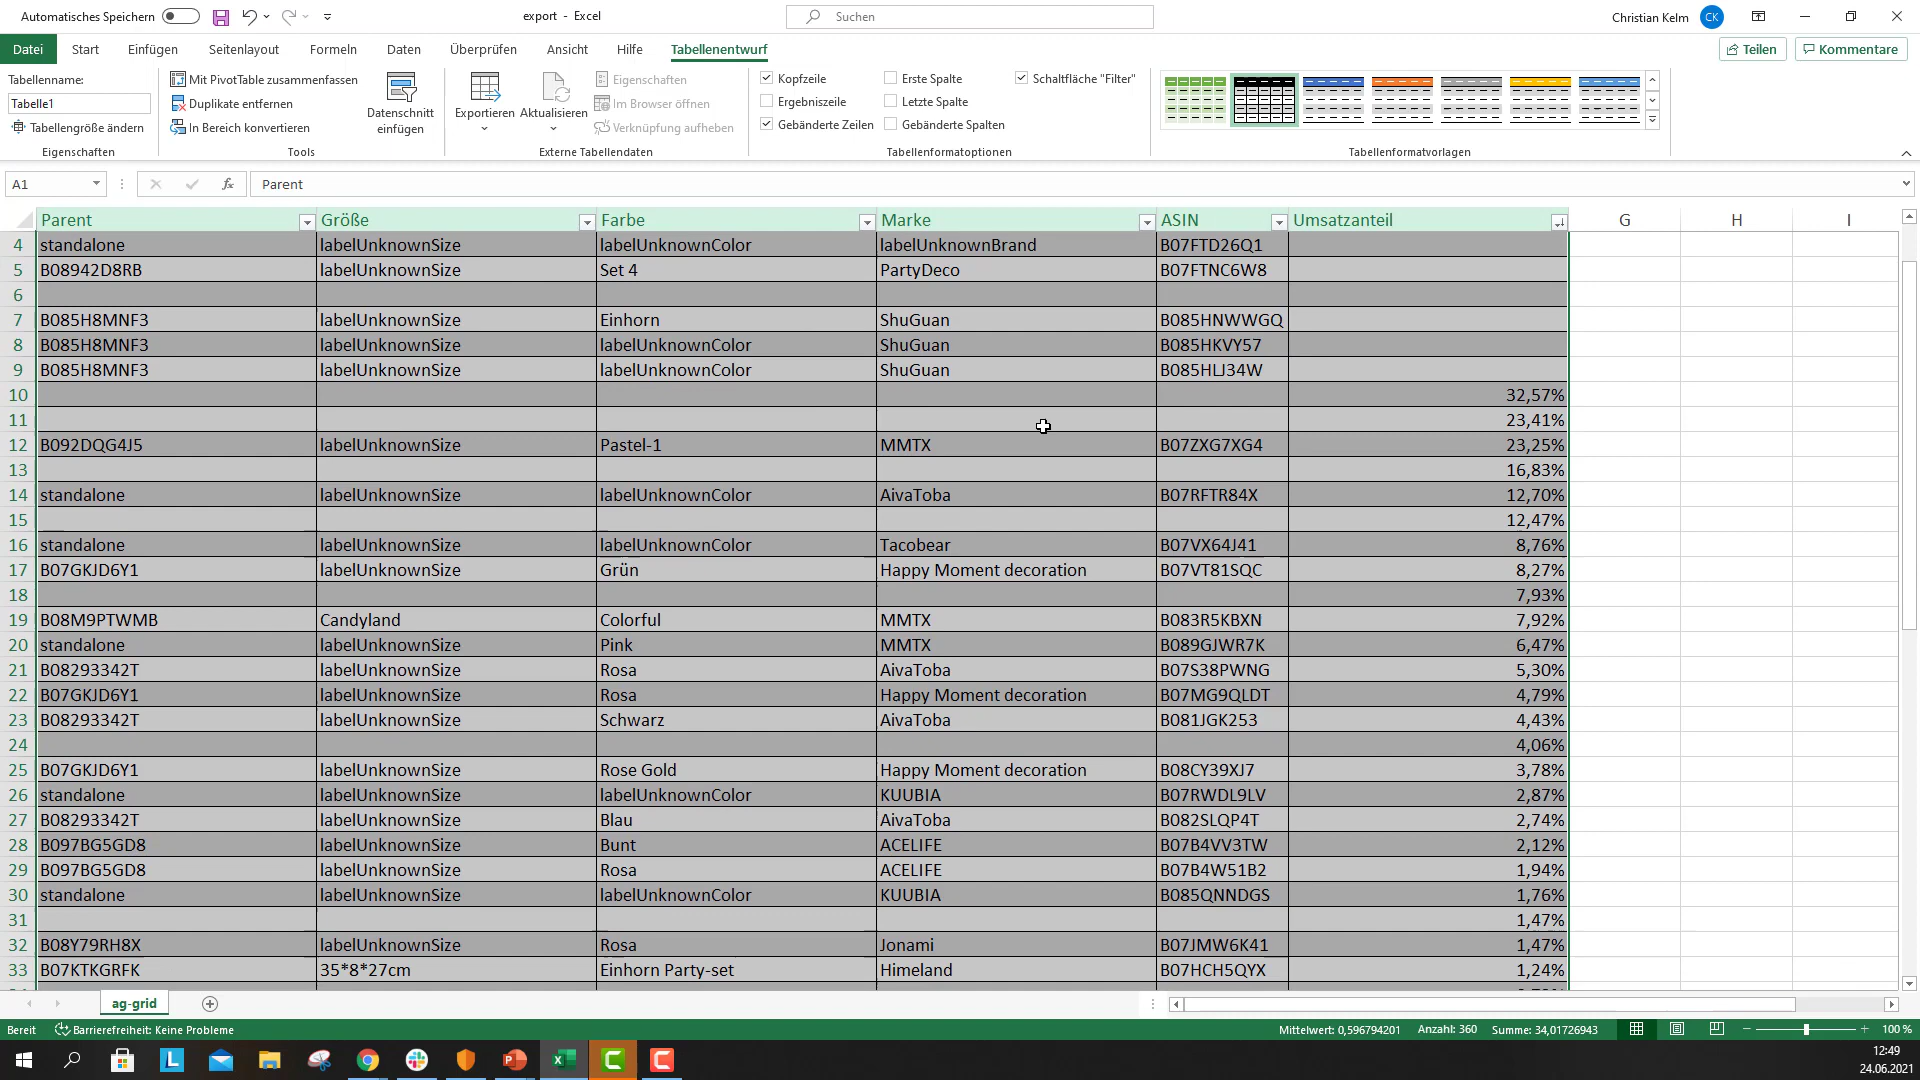 Automatisches Speichern
export - Excel
Suchen
Christian Kelm CK
Datei Start Einfügen Seitenlayout Formeln Daten Überprüfen Ansicht Hilfe Tabellenentwurf Teilen Kommentare
Tabellenname:
Tabelle1
Tabellengröße ändern
Eigenschaften
Mit PivotTable zusammenfassen
Duplikate entfernen
In Bereich konvertieren
Datenschnitt
einfügen
Tools
Exportieren
Aktualisieren
Eigenschaften
Im Browser öffnen
Verknüpfung aufheben
Externe Tabellendaten
Kopfzeile
Ergebniszeile
Gebänderte Zeilen
Erste Spalte
Letzte Spalte
Gebänderte Spalten
Schaltfläche "Filter"
Tabellenformatoptionen
Tabellenformatvorlagen
A1 fx Parent
Parent Größe Farbe Marke ASIN Umsatzanteil G H I
4 standalone labelUnknownSize labelUnknownColor labelUnknownBrand B07FTD26Q1
5 B08942D8RB labelUnknownSize Set 4 PartyDeco B07FTNC6W8
6
7 B085H8MNF3 labelUnknownSize Einhorn ShuGuan B085HNWWGQ
8 B085H8MNF3 labelUnknownSize labelUnknownColor ShuGuan B085HKVY57
9 B085H8MNF3 labelUnknownSize labelUnknownColor ShuGuan B085HLJ34W
10 32,57%
11 23,41%
12 B092DQG4J5 labelUnknownSize Pastel-1 MMTX B07ZXG7XG4 23,25%
13 16,83%
14 standalone labelUnknownSize labelUnknownColor AivaToba B07RFTR84X 12,70%
15 12,47%
16 standalone labelUnknownSize labelUnknownColor Tacobear B07VX64J41 8,76%
17 B07GKJD6Y1 labelUnknownSize Grün Happy Moment decoration B07VT81SQC 8,27%
18 7,93%
19 B08M9PTWMB Candyland Colorful MMTX B083R5KBXN 7,92%
20 standalone labelUnknownSize Pink MMTX B089GJWR7K 6,47%
21 B08293342T labelUnknownSize Rosa AivaToba B07S38PWNG 5,30%
22 B07GKJD6Y1 labelUnknownSize Rosa Happy Moment decoration B07MG9QLDT 4,79%
23 B08293342T labelUnknownSize Schwarz AivaToba B081JGK253 4,43%
24 4,06%
25 B07GKJD6Y1 labelUnknownSize Rose Gold Happy Moment decoration B08CY39XJ7 3,78%
26 standalone labelUnknownSize labelUnknownColor KUUBIA B07RWDL9LV 2,87%
27 B08293342T labelUnknownSize Blau AivaToba B082SLQP4T 2,74%
28 B097BG5GD8 labelUnknownSize Bunt ACELIFE B07B4VV3TW 2,12%
29 B097BG5GD8 labelUnknownSize Rosa ACELIFE B07B4W51B2 1,94%
30 standalone labelUnknownSize labelUnknownColor KUUBIA B085QNNDGS 1,76%
31 1,47%
32 B08Y79RH8X labelUnknownSize Rosa Jonami B07JMW6K41 1,47%
33 B07KTKGRFK 35*8*27cm Einhorn Party-set Himeland B07HCH5QYX 1,24%
ag-grid
Bereit Barrierefreiheit: Keine Probleme Mittelwert: 0,596794201 Anzahl: 360 Summe: 34,01726943 100 %
12:49
24.06.2021